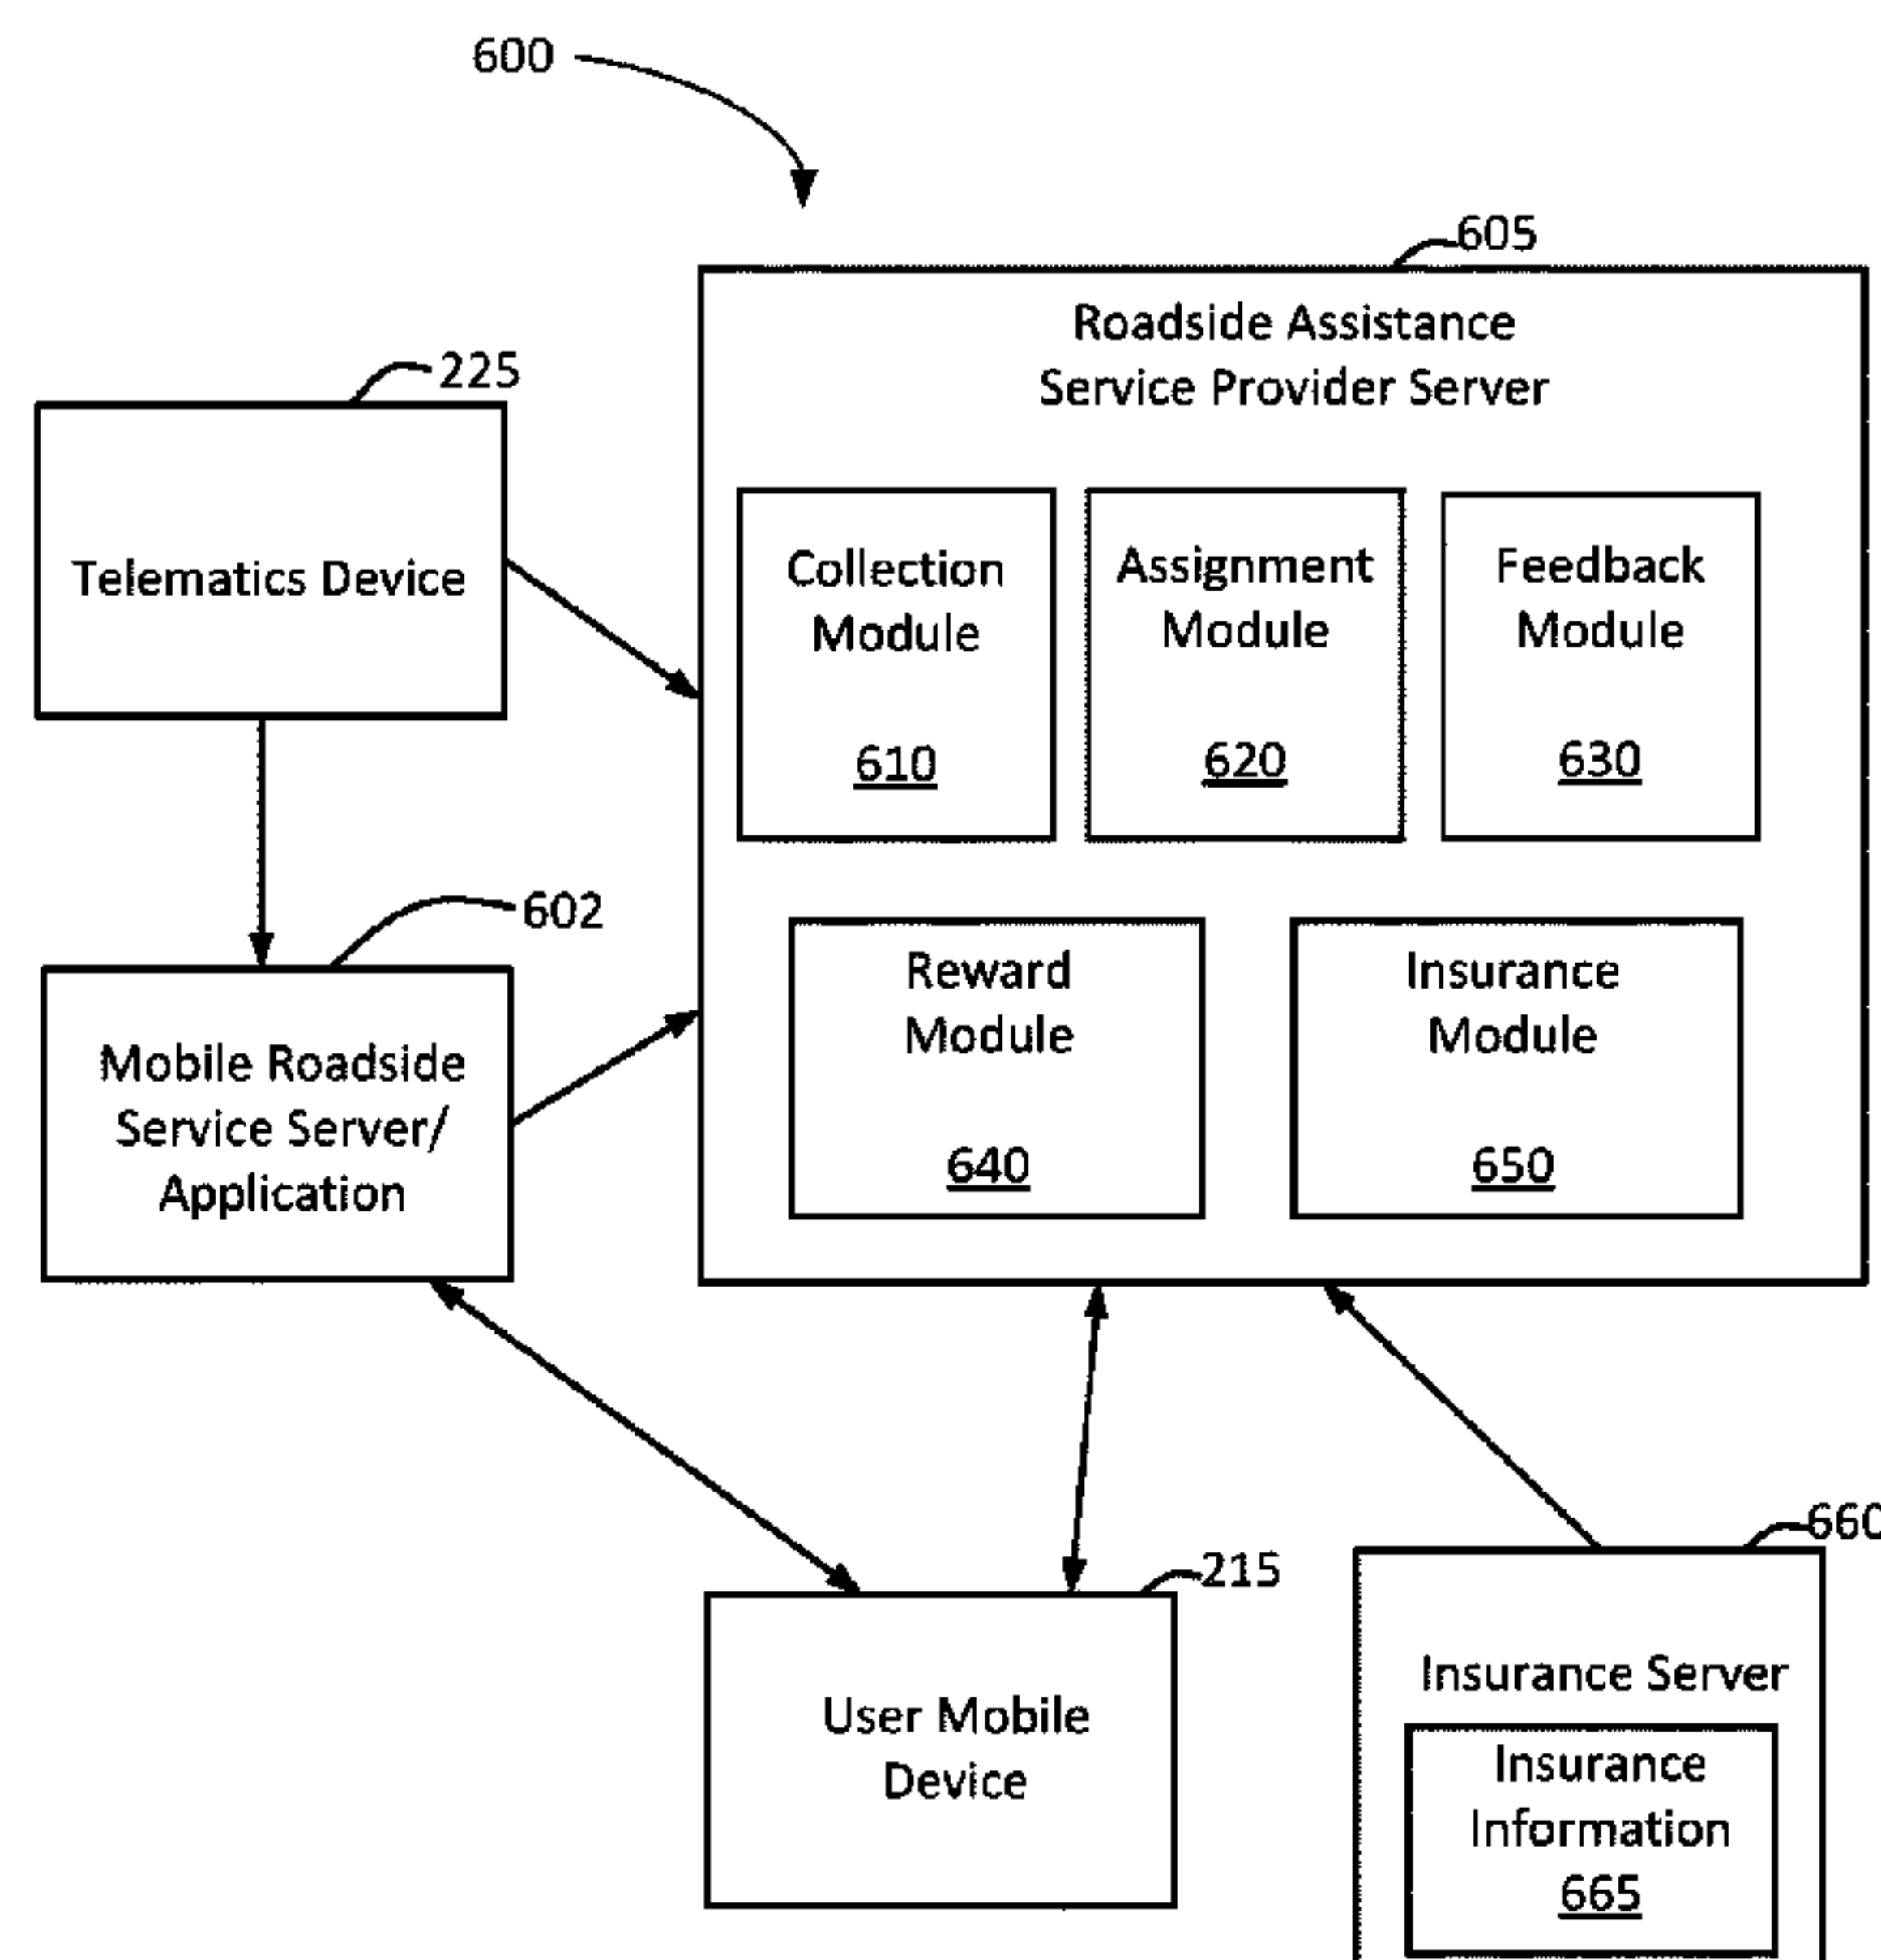 600
605
Roadside Assistance
Service Provider Server
225
Telematics Device
Collection
Module
610
Assignment
Module
620
Feedback
Module
630
602
Mobile Roadside
Service Server/
Application
Reward
Module
640
Insurance
Module
650
215
User Mobile
Device
660
Insurance Server
Insurance
Information
665